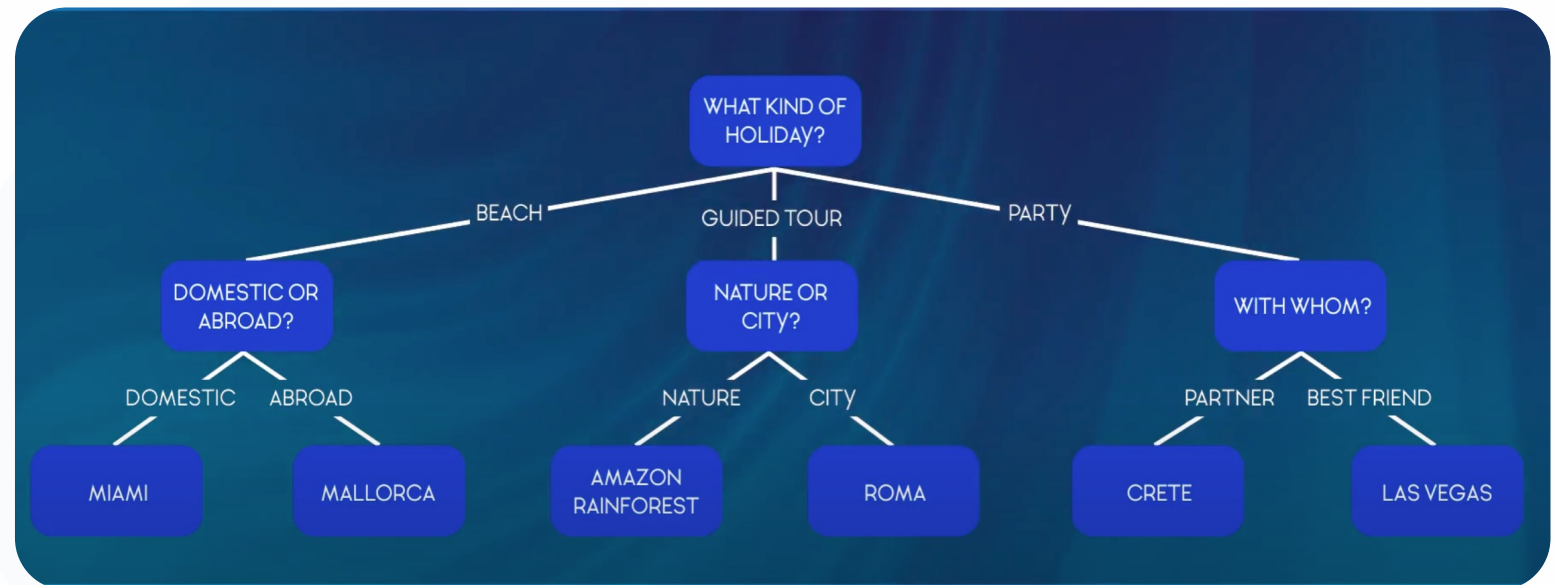 WHAT KIND OF
HOLIDAY?
BEACH
GUIDED TOUR
PARTY
DOMESTIC OR
ABROAD?
NATURE OR
CITY?
WITH WHOM?
DOMESTIC
ABROAD
NATURE
CITY
PARTNER
BEST FRIEND
MIAMI
MALLORCA
AMAZON
RAINFOREST
ROMA
CRETE
LAS VEGAS